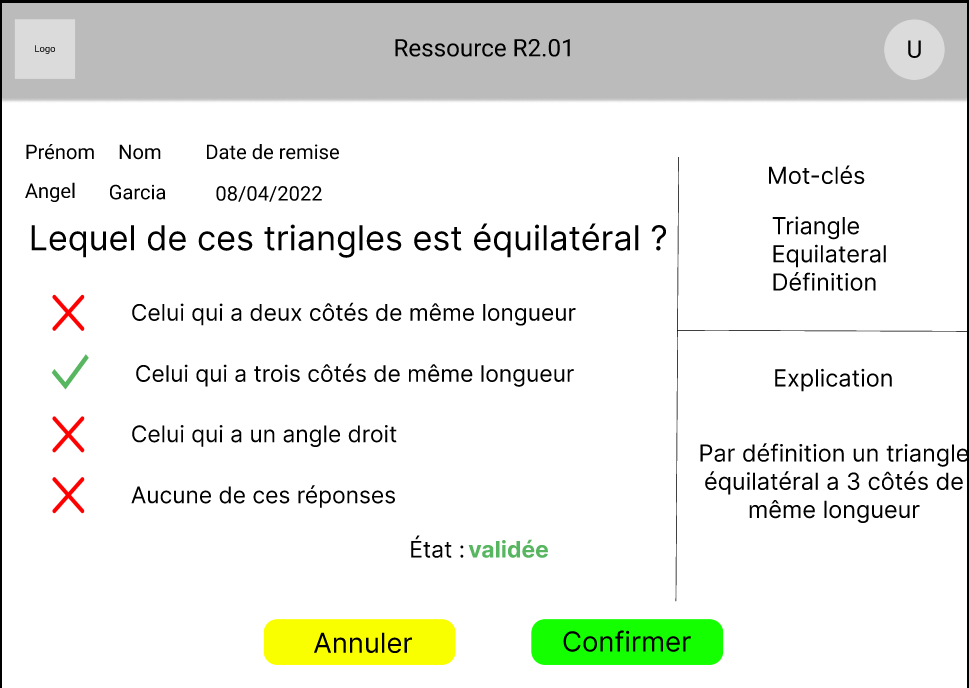 Logo
Ressource R2.01
U
Prénom Nom Date de remise
Angel Garcia 08/04/2022
Lequel de ces triangles est équilatéral ?
Celui qui a deux côtés de même longueur
Celui qui a trois côtés de même longueur
Celui qui a un angle droit
Aucune de ces réponses
État : validée
Mot-clés
Triangle
Equilateral
Définition
Explication
Par définition un triangle
équilatéral a 3 côtés de
même longueur
Annuler
Confirmer